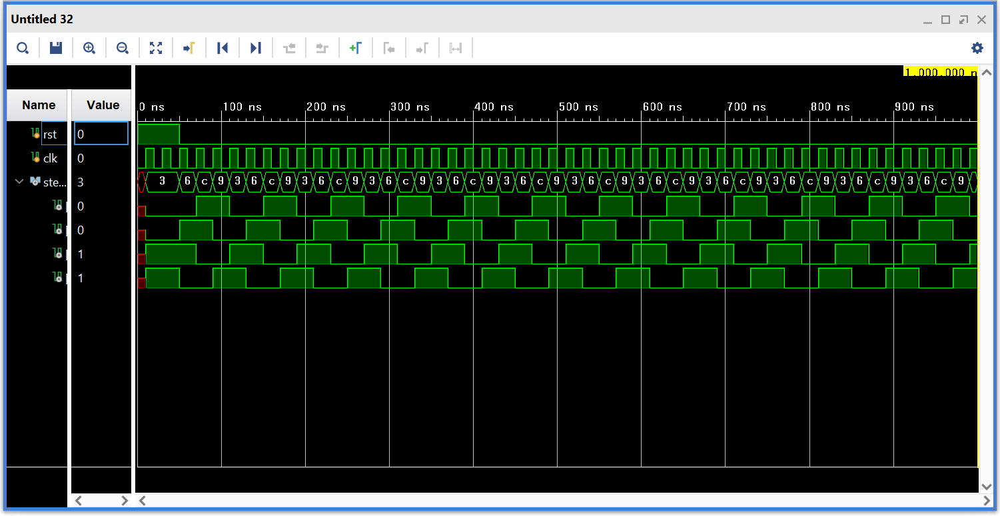 Untitled 32
1,000.000 n
Name Value 0 ns 100 ns 200 ns 300 ns 400 ns 500 ns 600 ns 700 ns 800 ns 900 ns
rst 0
clk 0
ste... 3 3 6 c 9 3 6 c 9 3 6 c 9 3 6 c 9 3 6 c 9 3 6 c 9 3 6 c 9 3 6 c 9 3 6 c 9 3 6 c 9 3 6 c 9 3 6 c 9
0
0
1
1